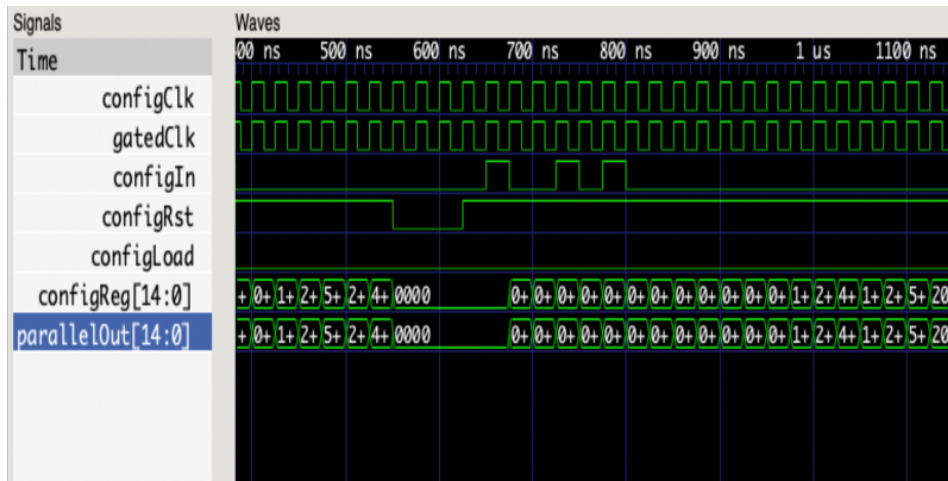 Signals Waves
Time 00 ns 500 ns 600 ns 700 ns 800 ns 900 ns 1 us 1100 ns
configClk
gatedClk
configIn
configRst
configLoad
configReg[14:0] + 0+ 1+ 2+ 5+ 2+ 4+ 0000 0+ 0+ 0+ 0+ 0+ 0+ 0+ 0+ 0+ 0+ 0+ 0+ 1+ 2+ 4+ 1+ 2+ 5+ 20
parallelOut[14:0] + 0+ 1+ 2+ 5+ 2+ 4+ 0000 0+ 0+ 0+ 0+ 0+ 0+ 0+ 0+ 0+ 0+ 0+ 0+ 1+ 2+ 4+ 1+ 2+ 5+ 20